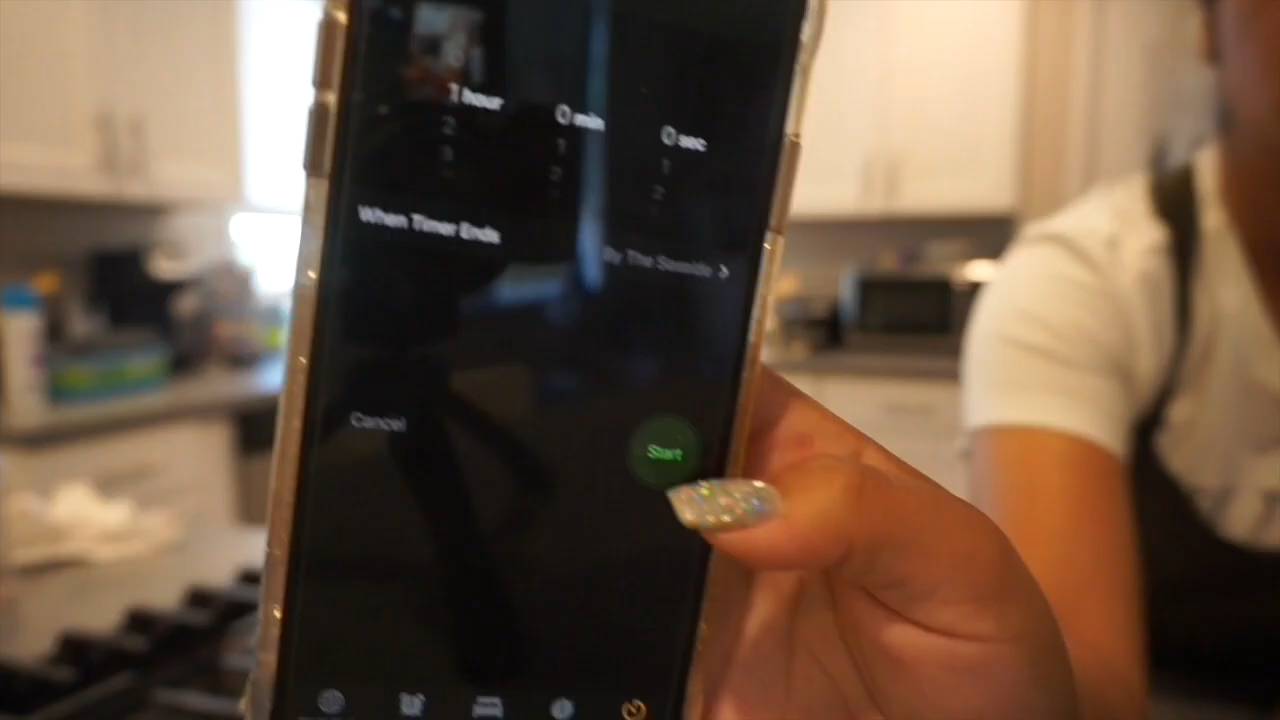 1 hour 0 min 0 sec
2 1 1
3 2 2
When Timer Ends
By The Seaside >
Cancel Start